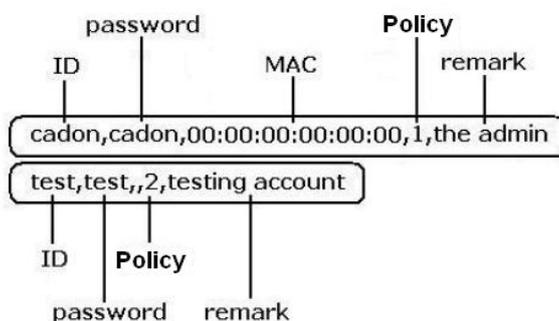 password Policy
ID MAC remark
cadon,cadon,00:00:00:00:00:00,1,the admin
test,test,,2,testing account
ID Policy
password remark